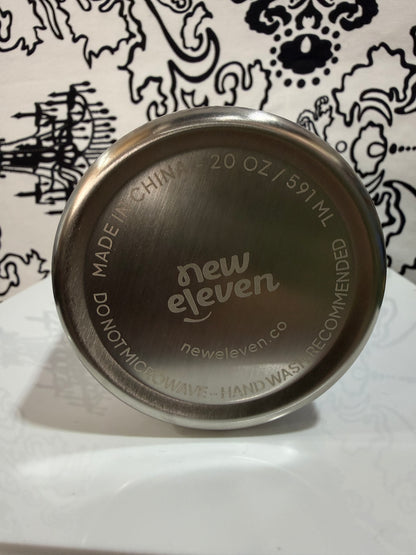 MADE IN CHINA - 20 OZ / 591 ML
new
eleven
neweleven.co
DO NOT MICROWAVE - HAND WASH RECOMMENDED